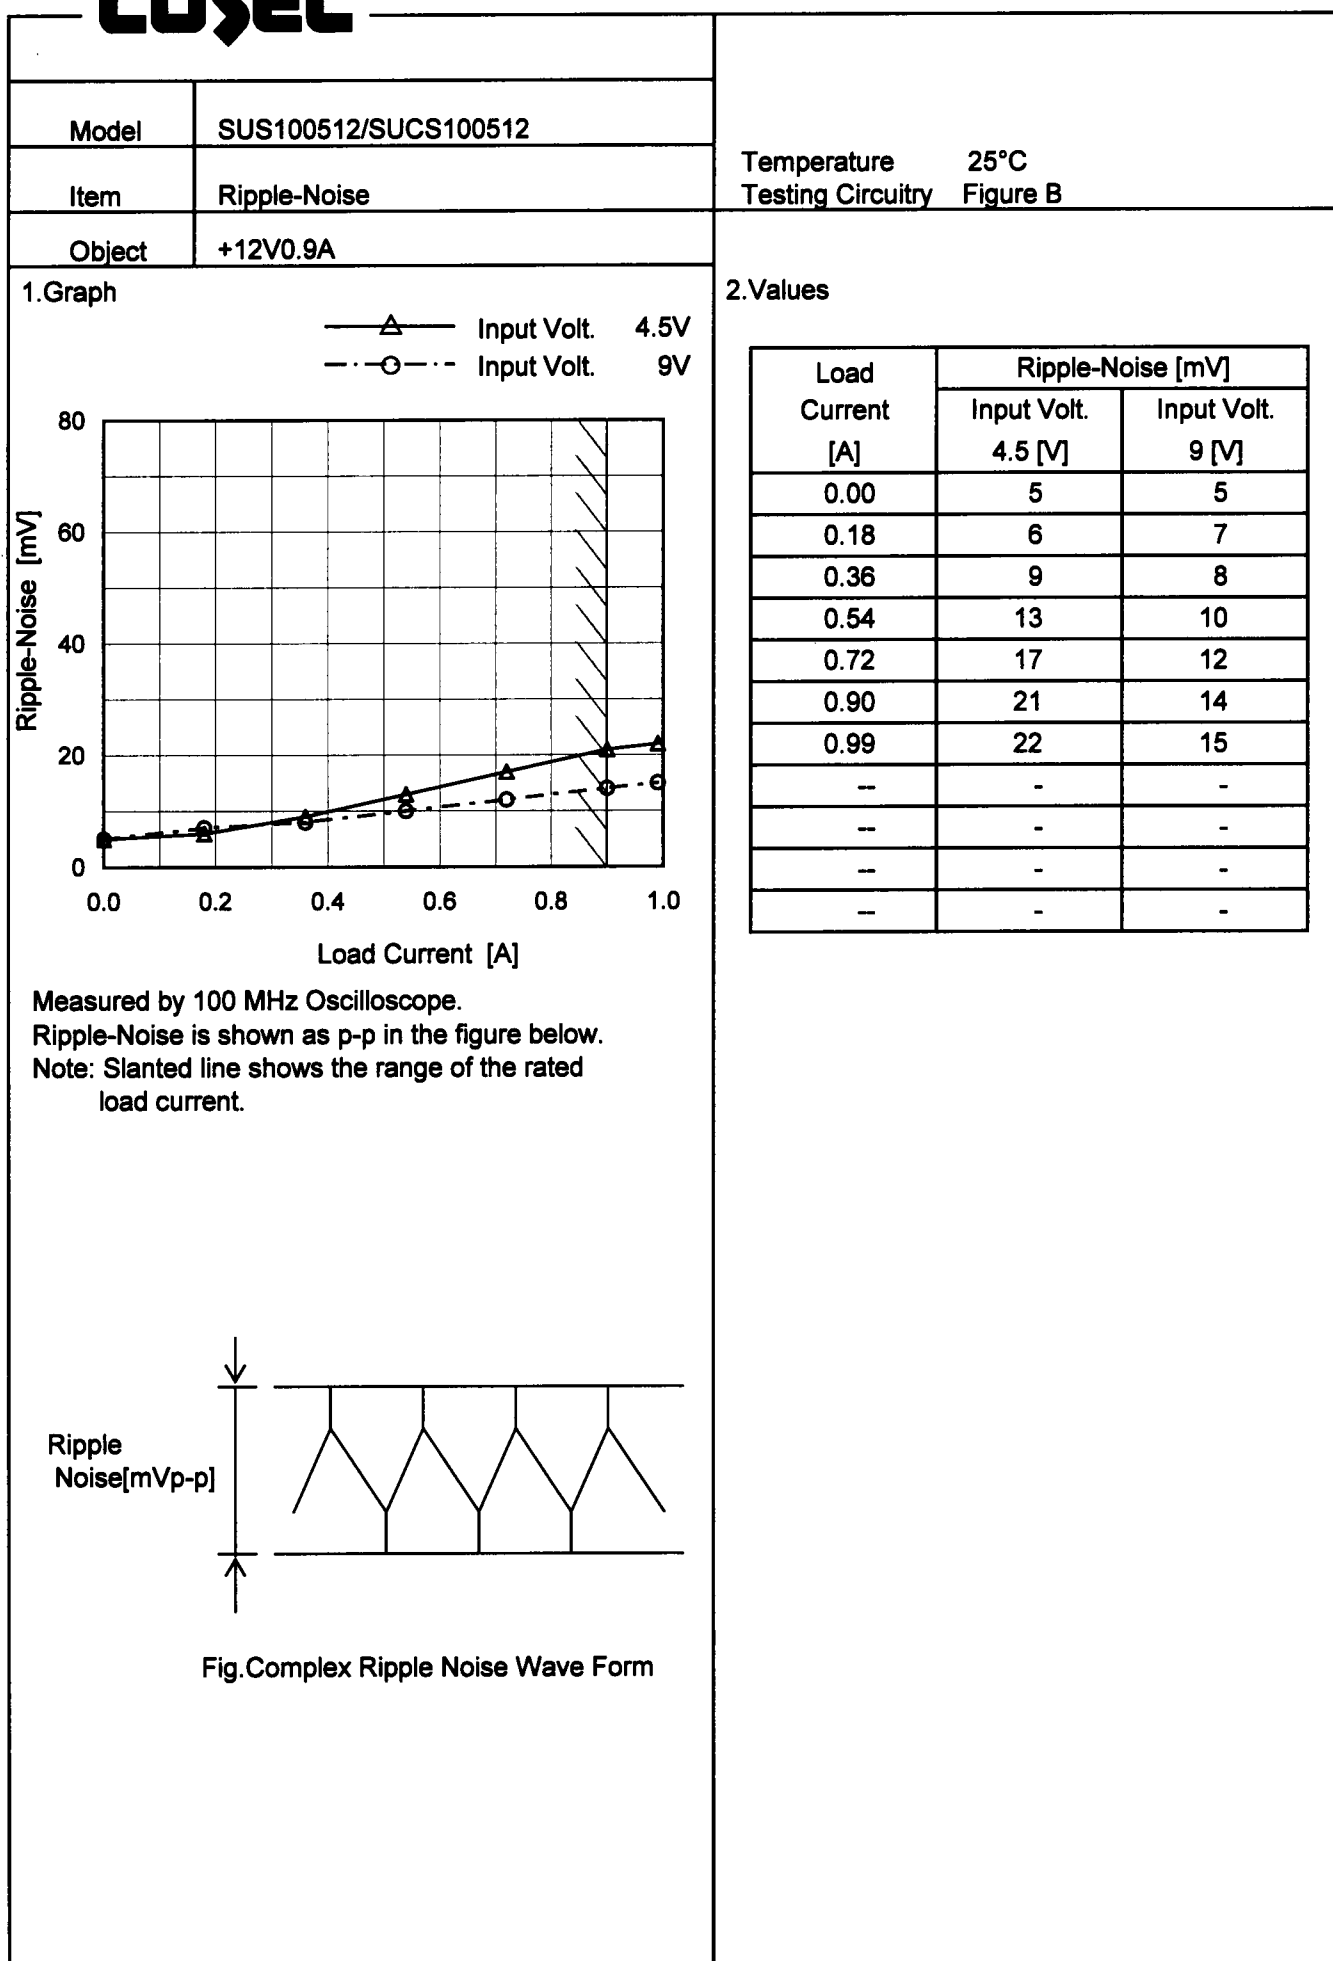 COSEL
Model SUS100512/SUCS100512
Item Ripple-Noise
Object +12V0.9A
Temperature 25°C
Testing Circuitry Figure B
1.Graph
Input Volt. 4.5V
Input Volt. 9V
Ripple-Noise [mV]
80
60
40
20
0
0.0 0.2 0.4 0.6 0.8 1.0
Load Current [A]
Measured by 100 MHz Oscilloscope.
Ripple-Noise is shown as p-p in the figure below.
Note: Slanted line shows the range of the rated
load current.
Ripple
Noise[mVp-p]
Fig.Complex Ripple Noise Wave Form
2.Values
Load Ripple-Noise [mV]
Current Input Volt. Input Volt.
[A] 4.5 [V] 9 [V]
0.00 5 5
0.18 6 7
0.36 9 8
0.54 13 10
0.72 17 12
0.90 21 14
0.99 22 15
-- - -
-- - -
-- - -
-- - -